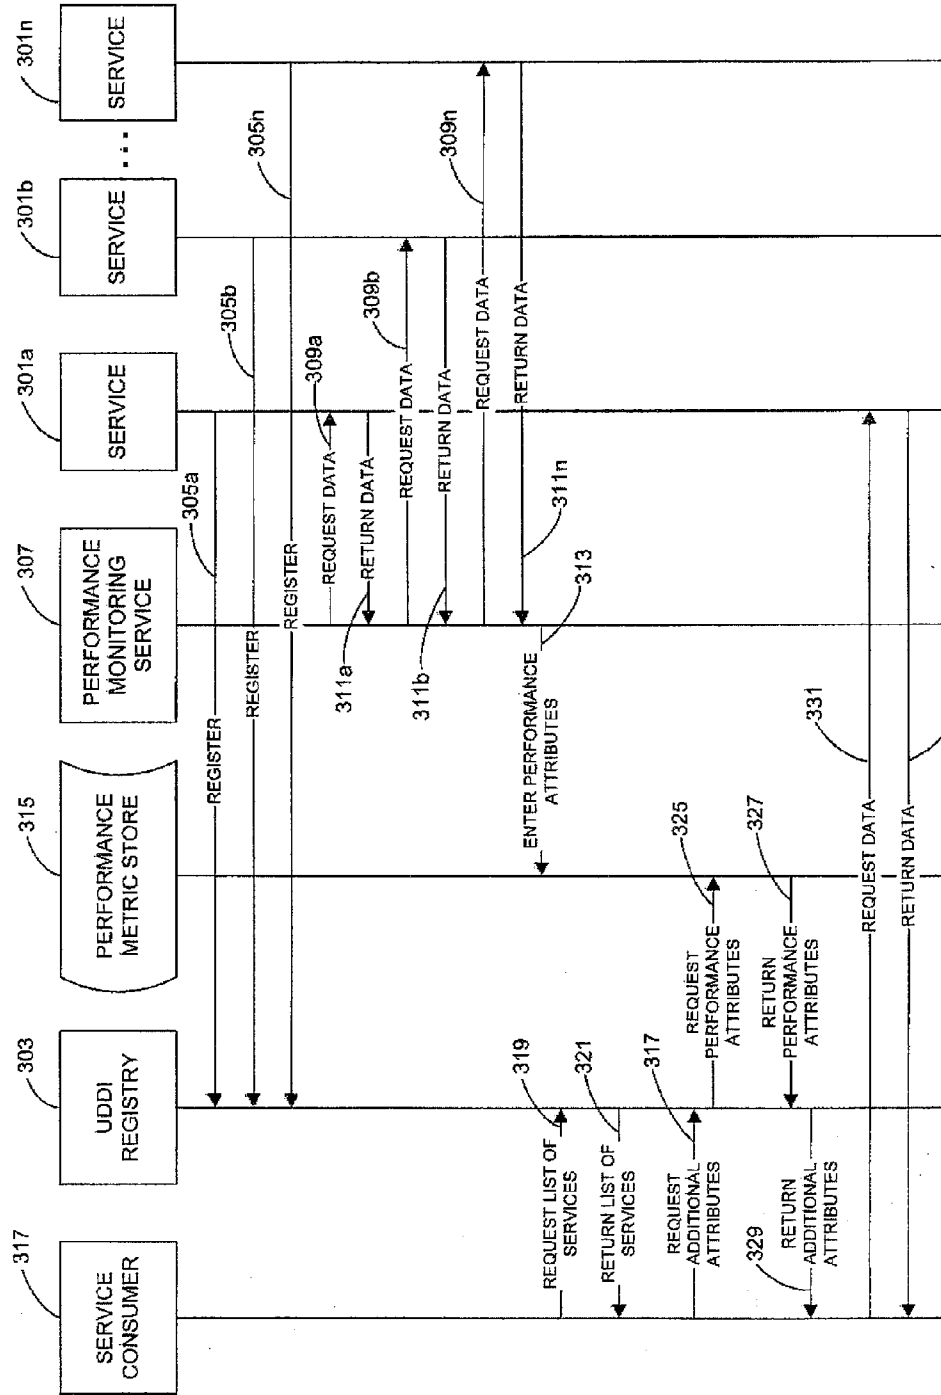 317
SERVICE
CONSUMER
303
UDDI
REGISTRY
315
PERFORMANCE
METRIC STORE
307
PERFORMANCE
MONITORING
SERVICE
301a
SERVICE
301b
SERVICE
...
301n
SERVICE
305a
REGISTER
305b
REGISTER
305n
REGISTER
309a
REQUEST DATA
RETURN DATA
311a
309b
REQUEST DATA
RETURN DATA
311b
309n
REQUEST DATA
RETURN DATA
311n
313
ENTER PERFORMANCE
ATTRIBUTES
319
REQUEST LIST OF
SERVICES
321
RETURN LIST OF
SERVICES
317
REQUEST
ADDITIONAL
ATTRIBUTES
325
REQUEST
PERFORMANCE
ATTRIBUTES
327
RETURN
PERFORMANCE
ATTRIBUTES
329
RETURN
ADDITIONAL
ATTRIBUTES
331
REQUEST DATA
RETURN DATA